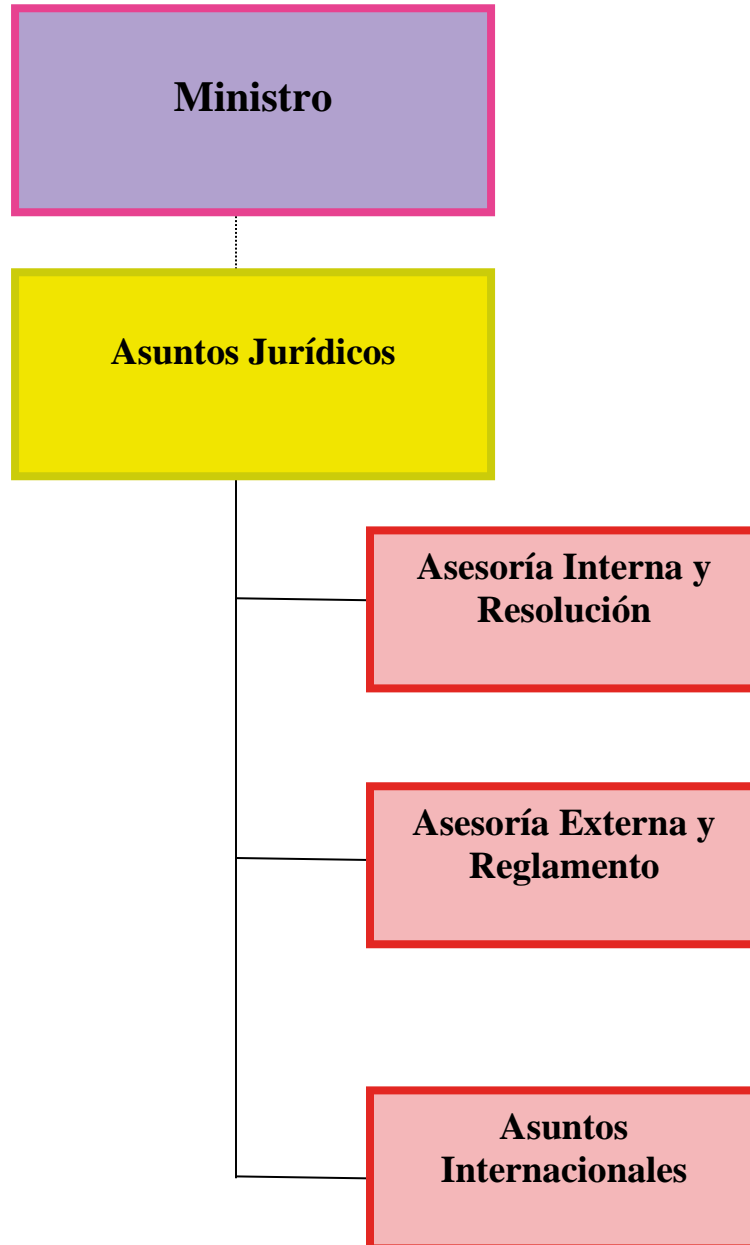 Ministro
Asuntos Jurídicos
Asesoría Interna y
Resolución
Asesoría Externa y
Reglamento
Asuntos
Internacionales